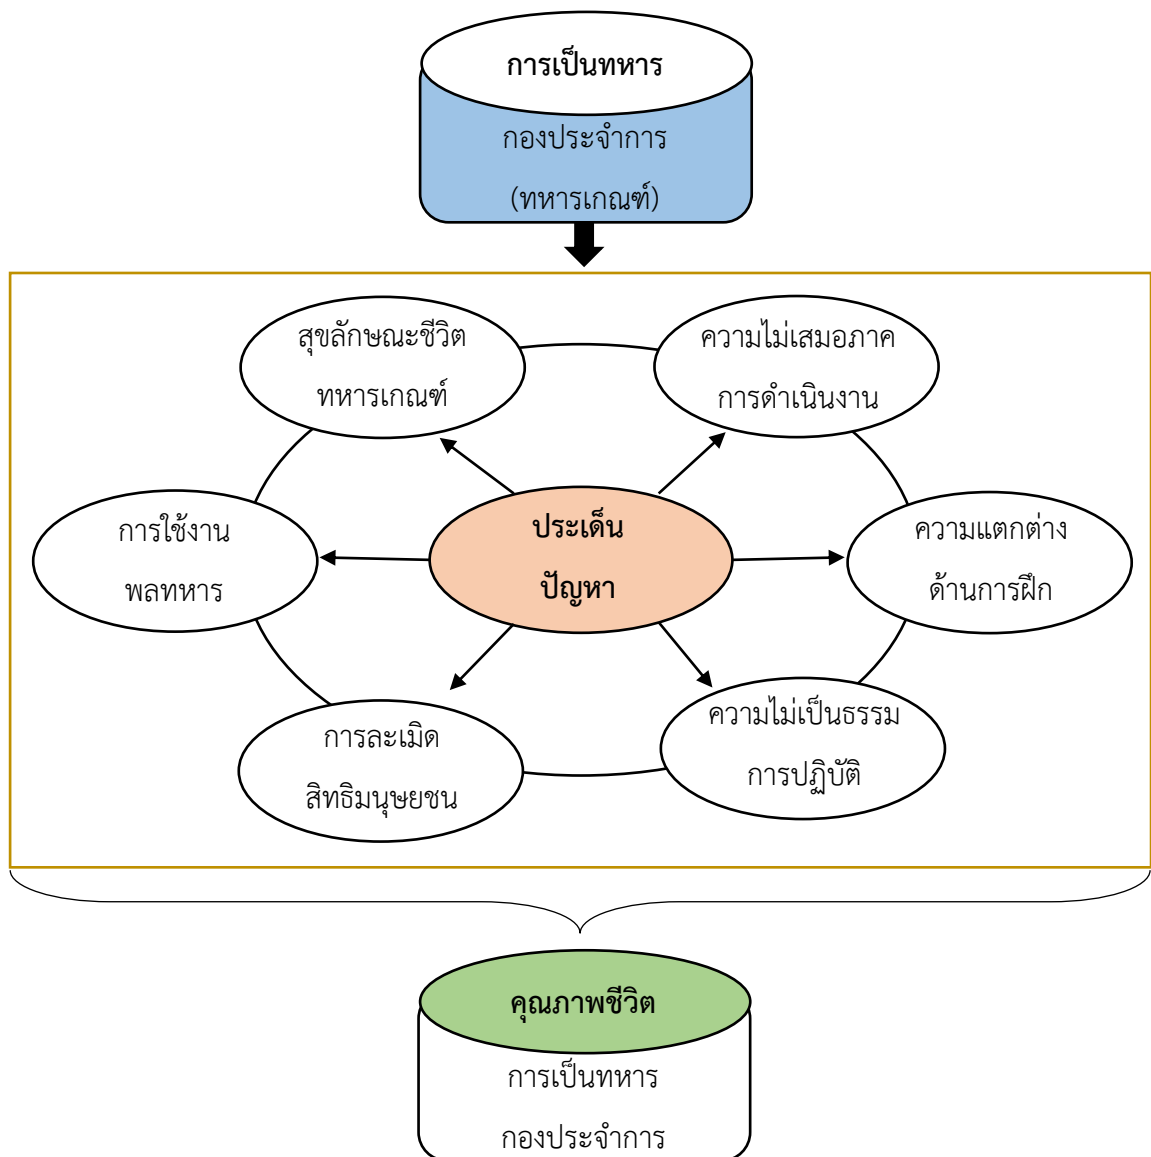 การเป็นทหาร
กองประจำการ
(ทหารเกณฑ์)
สุขลักษณะชีวิต
ทหารเกณฑ์
ความไม่เสมอภาค
การดำเนินงาน
การใช้งาน
พลทหาร
ประเด็น
ปัญหา
ความแตกต่าง
ด้านการฝึก
การละเมิด
สิทธิมนุษยชน
ความไม่เป็นธรรม
การปฏิบัติ
คุณภาพชีวิต
การเป็นทหาร
กองประจำการ